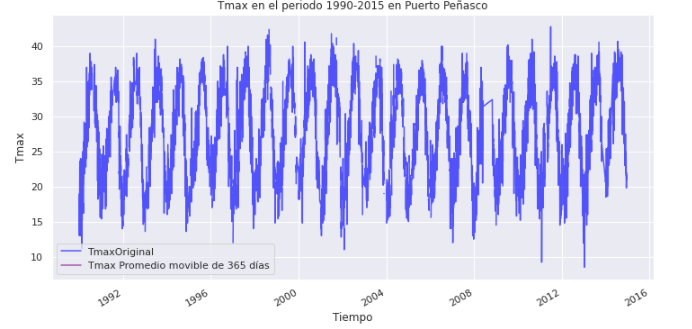 Tmax en el periodo 1990-2015 en Puerto Peñasco
Tmax
40
35
30
25
20
15
10
TmaxOriginal
Tmax Promedio movible de 365 días
1992
1996
2000
2004
2008
2012
2016
Tiempo